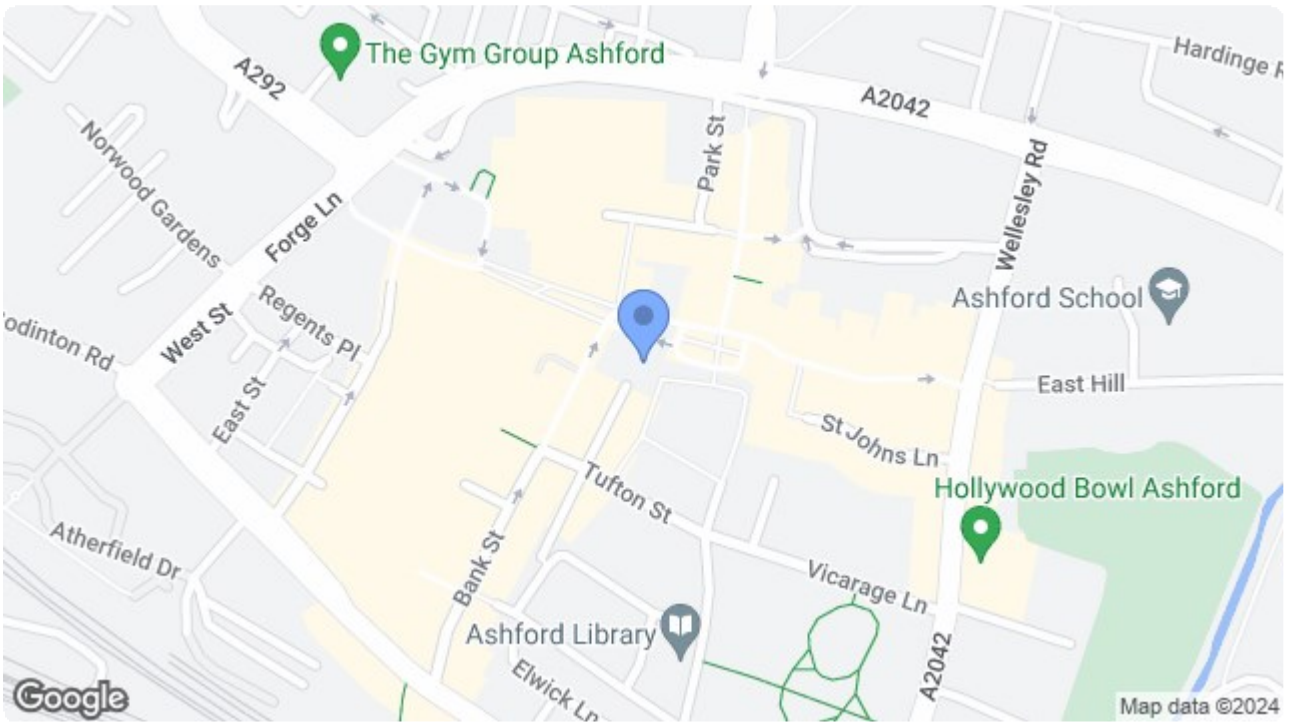 The Gym Group Ashford
A292
A2042
Hardinge R
Norwood Gardens
Park St
Wellesley Rd
Forge Ln
Ashford School
Regents Pl
West St
odinton Rd
East St
East Hill
St Johns Ln
Hollywood Bowl Ashford
Tufton St
Atherfield Dr
Bank St
Vicarage Ln
Ashford Library
Elwick Ln
A2042
Google
Map data ©2024